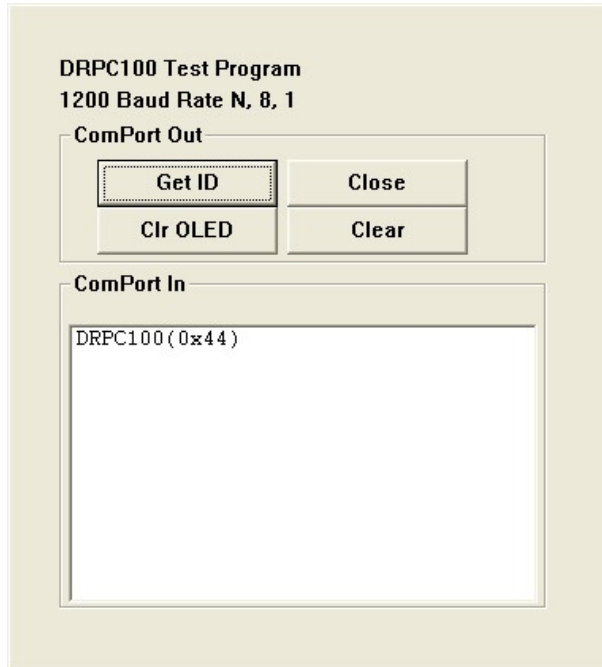 DRPC100 Test Program
1200 Baud Rate N, 8, 1
ComPort Out
Get ID
Close
Clr OLED
Clear
ComPort In
DRPC100(0x44)